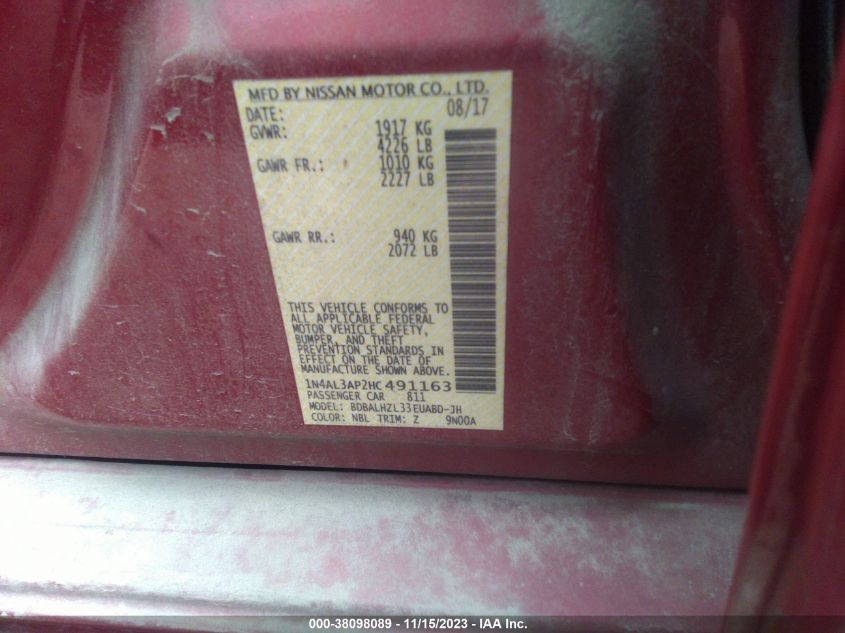 MFD BY NISSAN MOTOR CO., LTD.
DATE: 08/17
GVWR: 1917 KG
4226 LB
GAWR FR.: 1010 KG
2227 LB
GAWR RR.: 940 KG
2072 LB
THIS VEHICLE CONFORMS TO
ALL APPLICABLE FEDERAL
MOTOR VEHICLE SAFETY,
BUMPER, AND THEFT
PREVENTION STANDARDS IN
EFFECT ON THE DATE OF
MANUFACTURE SHOWN ABOVE.
1N4AL3AP2HC491163
PASSENGER CAR 811
MODEL: BDBALHZL33EUABD-JH
COLOR: NBL TRIM: Z 9N00A
000-38098089 - 11/15/2023 - IAA Inc.